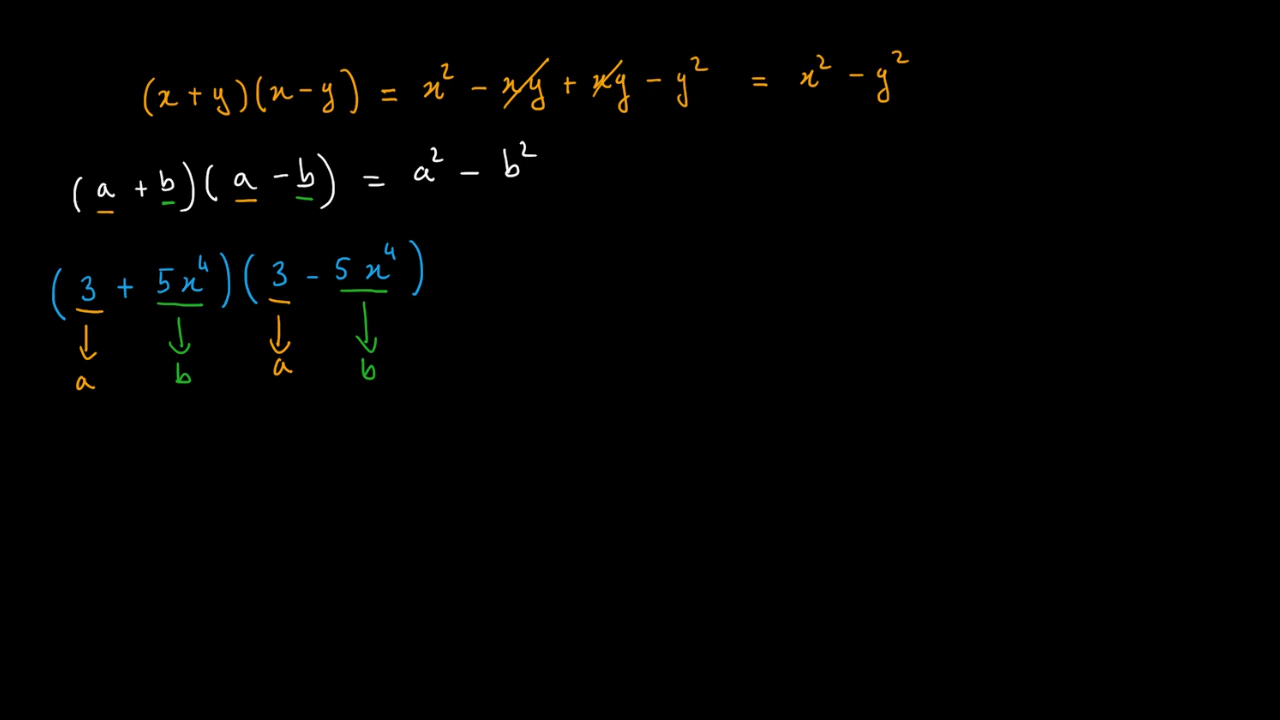 (x + y)(x - y) = x² - xy + xy - y² = x² - y²
(a + b)(a - b) = a² - b²
(3 + 5x⁴)(3 - 5x⁴)
a b a b